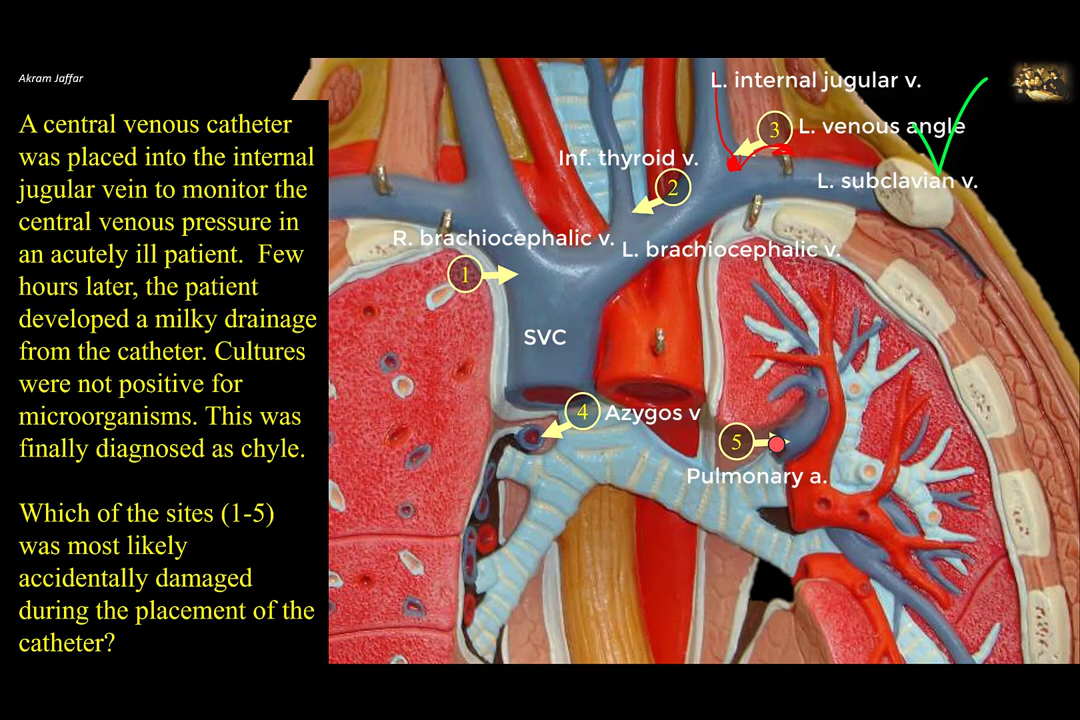 Akram Jaffar
A central venous catheter
was placed into the internal
jugular vein to monitor the
central venous pressure in
an acutely ill patient.  Few
hours later, the patient
developed a milky drainage
from the catheter. Cultures
were not positive for
microorganisms. This was
finally diagnosed as chyle.
Which of the sites (1-5)
was most likely
accidentally damaged
during the placement of the
catheter?
L. internal jugular v.
3 L. venous angle
Inf. thyroid v.
2
L. subclavian v.
R. brachiocephalic v.
L. brachiocephalic v.
1
SVC
4 Azygos v
5
Pulmonary a.